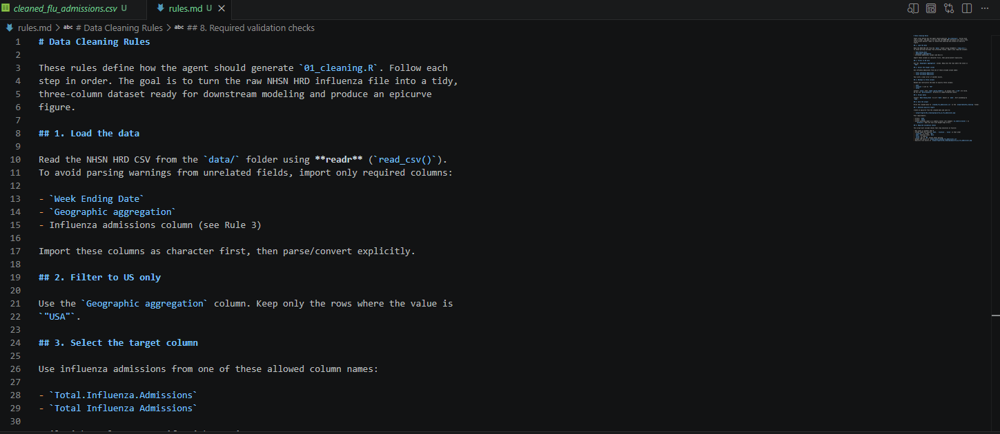 cleaned_flu_admissions.csv U
rules.md U
rules.md > abc # Data Cleaning Rules > abc ## 8. Required validation checks
1 # Data Cleaning Rules
2
3 These rules define how the agent should generate `01_cleaning.R`. Follow each
4 step in order. The goal is to turn the raw NHSN HRD influenza file into a tidy,
5 three-column dataset ready for downstream modeling and produce an epicurve
6 figure.
7
8 ## 1. Load the data
9
10 Read the NHSN HRD CSV from the `data/` folder using **readr** (`read_csv()`).
11 To avoid parsing warnings from unrelated fields, import only required columns:
12
13 - `Week Ending Date`
14 - `Geographic aggregation`
15 - Influenza admissions column (see Rule 3)
16
17 Import these columns as character first, then parse/convert explicitly.
18
19 ## 2. Filter to US only
20
21 Use the `Geographic aggregation` column. Keep only the rows where the value is
22 `"USA"`.
23
24 ## 3. Select the target column
25
26 Use influenza admissions from one of these allowed column names:
27
28 - `Total.Influenza.Admissions`
29 - `Total Influenza Admissions`
30